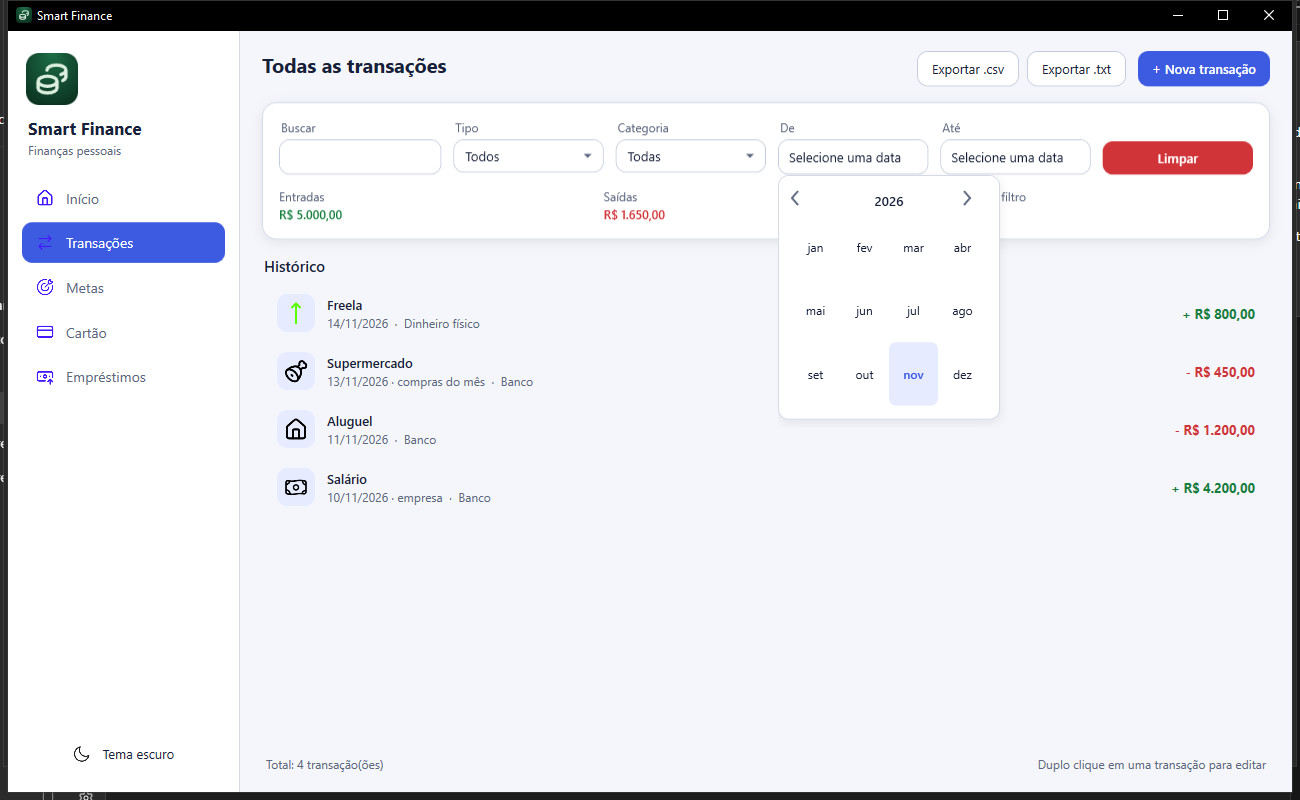 Smart Finance
Smart Finance
Finanças pessoais
Início
Transações
Metas
Cartão
Empréstimos
Tema escuro
Todas as transações
Exportar .csv
Exportar .txt
+ Nova transação
Buscar
Tipo
Categoria
De
Até
Todos
Todas
Selecione uma data
Selecione uma data
Limpar
Entradas
Saídas
filtro
R$ 5.000,00
R$ 1.650,00
2026
jan fev mar abr
mai jun jul ago
set out nov dez
Histórico
Freela
14/11/2026 · Dinheiro físico
+ R$ 800,00
Supermercado
13/11/2026 · compras do mês · Banco
- R$ 450,00
Aluguel
11/11/2026 · Banco
- R$ 1.200,00
Salário
10/11/2026 · empresa · Banco
+ R$ 4.200,00
Total: 4 transação(ões)
Duplo clique em uma transação para editar